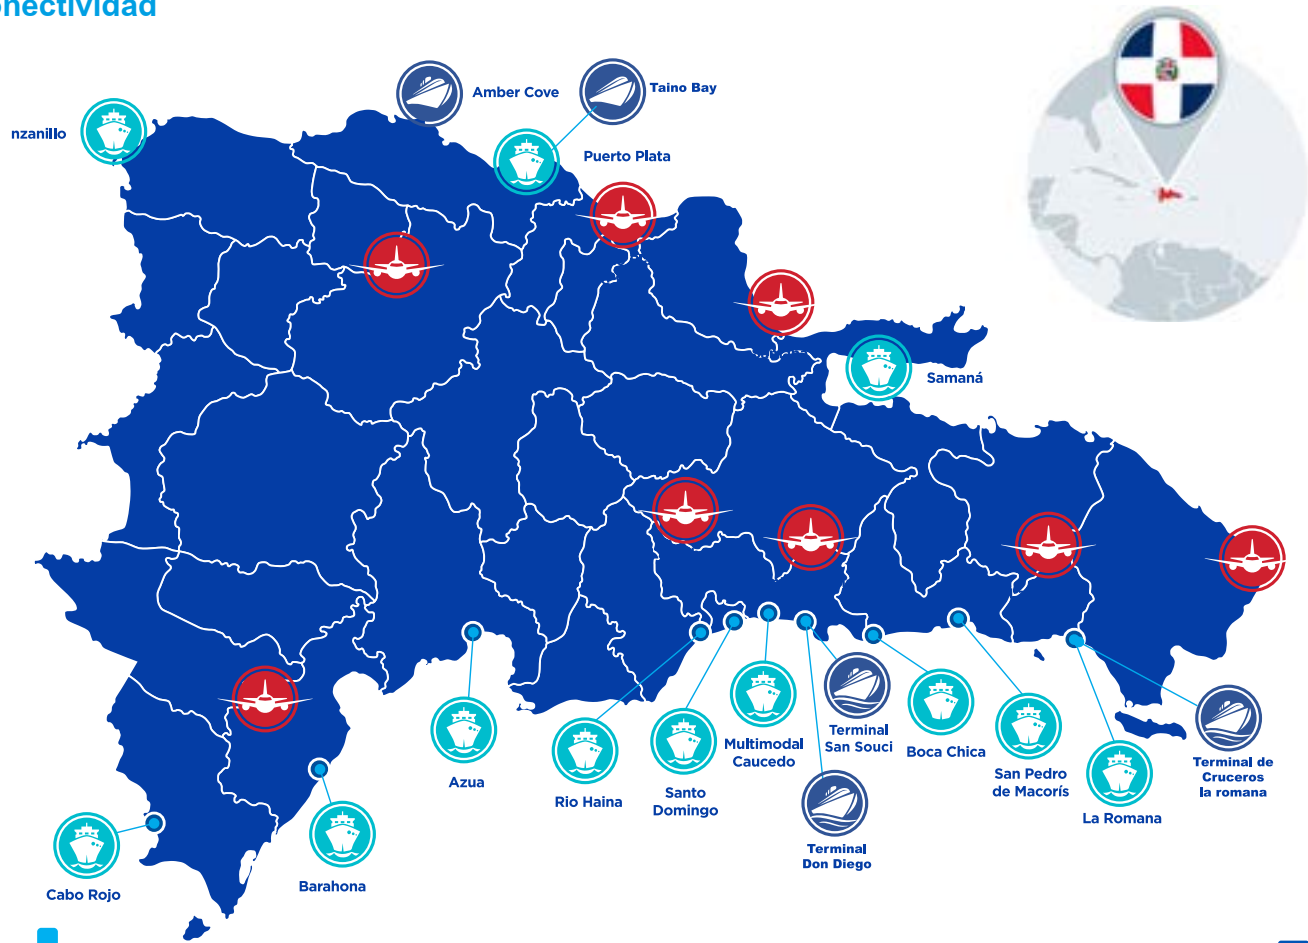 onectividad
Amber Cove
Taino Bay
nzanillo
Puerto Plata
Samaná
Azua
Rio Haina
Santo
Domingo
Multimodal
Caucedo
Terminal
San Souci
Terminal
Don Diego
Boca Chica
San Pedro
de Macorís
La Romana
Terminal de
Cruceros
la romana
Cabo Rojo
Barahona